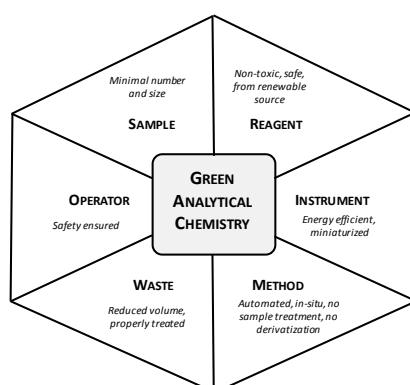 Minimal number
and size
SAMPLE
Non-toxic, safe,
from renewable
source
REAGENT
OPERATOR
Safety ensured
GREEN
ANALYTICAL
CHEMISTRY
INSTRUMENT
Energy efficient,
miniaturized
WASTE
Reduced volume,
properly treated
METHOD
Automated, in-situ, no
sample treatment, no
derivatization